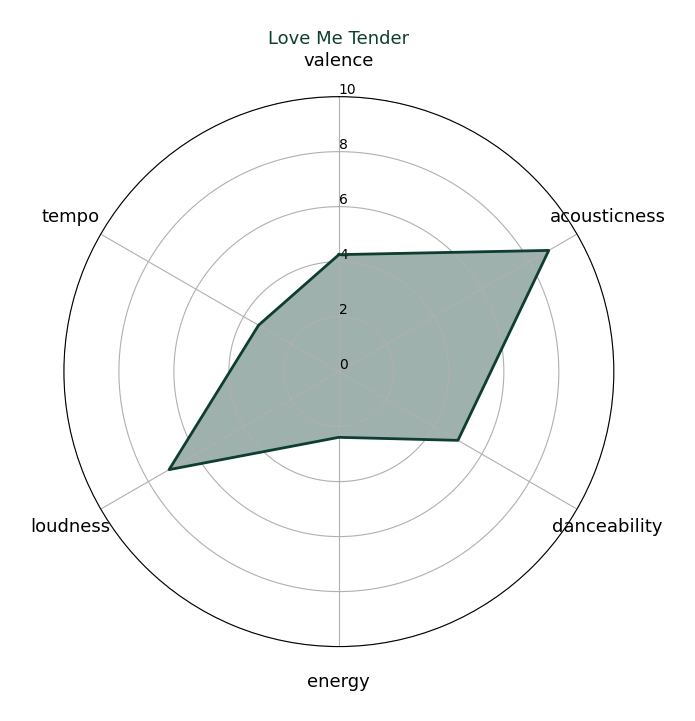 Love Me Tender
valence
10
8
tempo
6
acousticness
4
2
0
loudness
danceability
energy